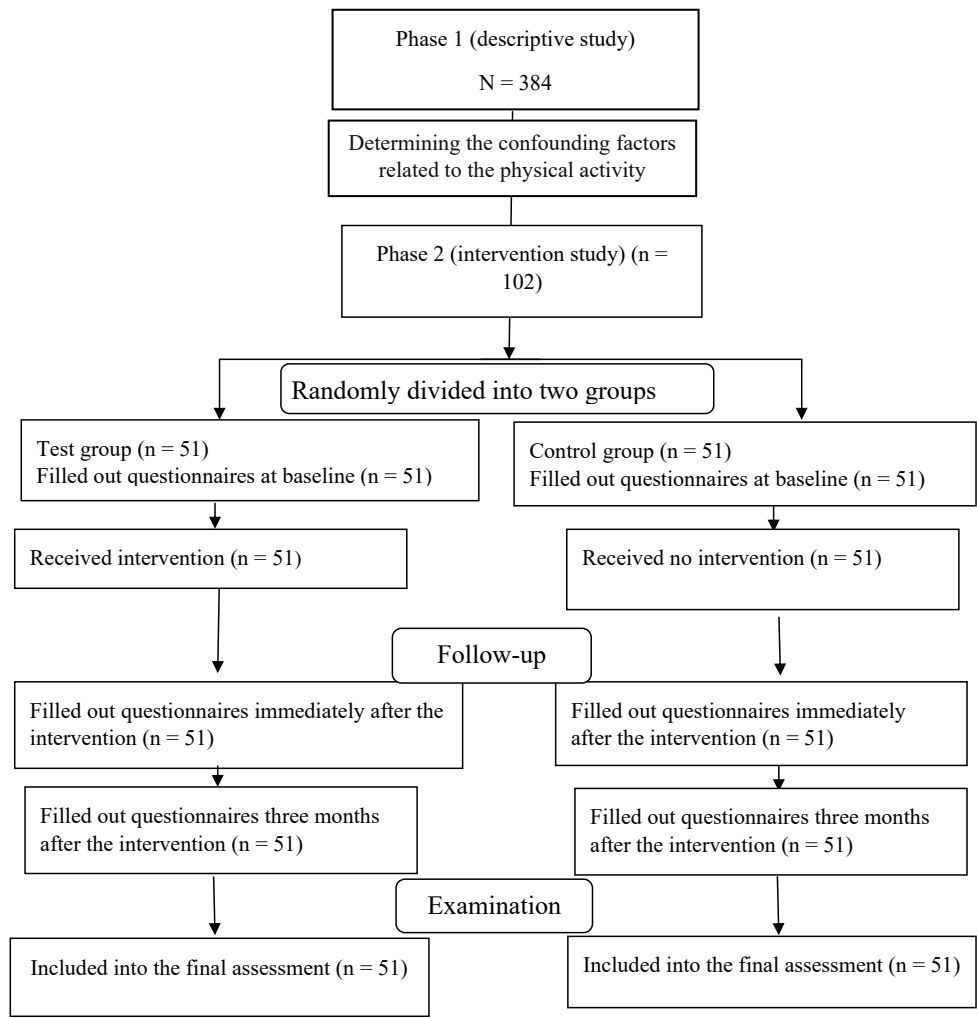 Phase 1 (descriptive study)
N = 384
Determining the confounding factors
related to the physical activity
Phase 2 (intervention study) (n =
102)
Randomly divided into two groups
Test group (n = 51)
Filled out questionnaires at baseline (n = 51)
Control group (n = 51)
Filled out questionnaires at baseline (n = 51)
Received intervention (n = 51)
Received no intervention (n = 51)
Follow-up
Filled out questionnaires immediately after the
intervention (n = 51)
Filled out questionnaires immediately
after the intervention (n = 51)
Filled out questionnaires three months
after the intervention (n = 51)
Filled out questionnaires three months
after the intervention (n = 51)
Examination
Included into the final assessment (n = 51)
Included into the final assessment (n = 51)